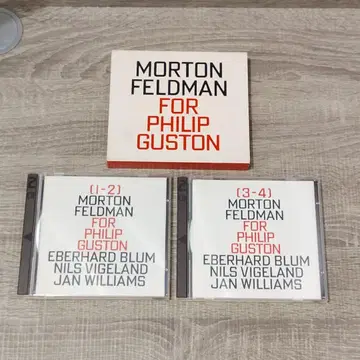 MORTON
FELDMAN
FOR
PHILIP
GUSTON
(1-2)
MORTON
FELDMAN
FOR
PHILIP
GUSTON
EBERHARD BLUM
NILS VIGELAND
JAN WILLIAMS
(3-4)
MORTON
FELDMAN
FOR
PHILIP
GUSTON
EBERHARD BLUM
NILS VIGELAND
JAN WILLIAMS